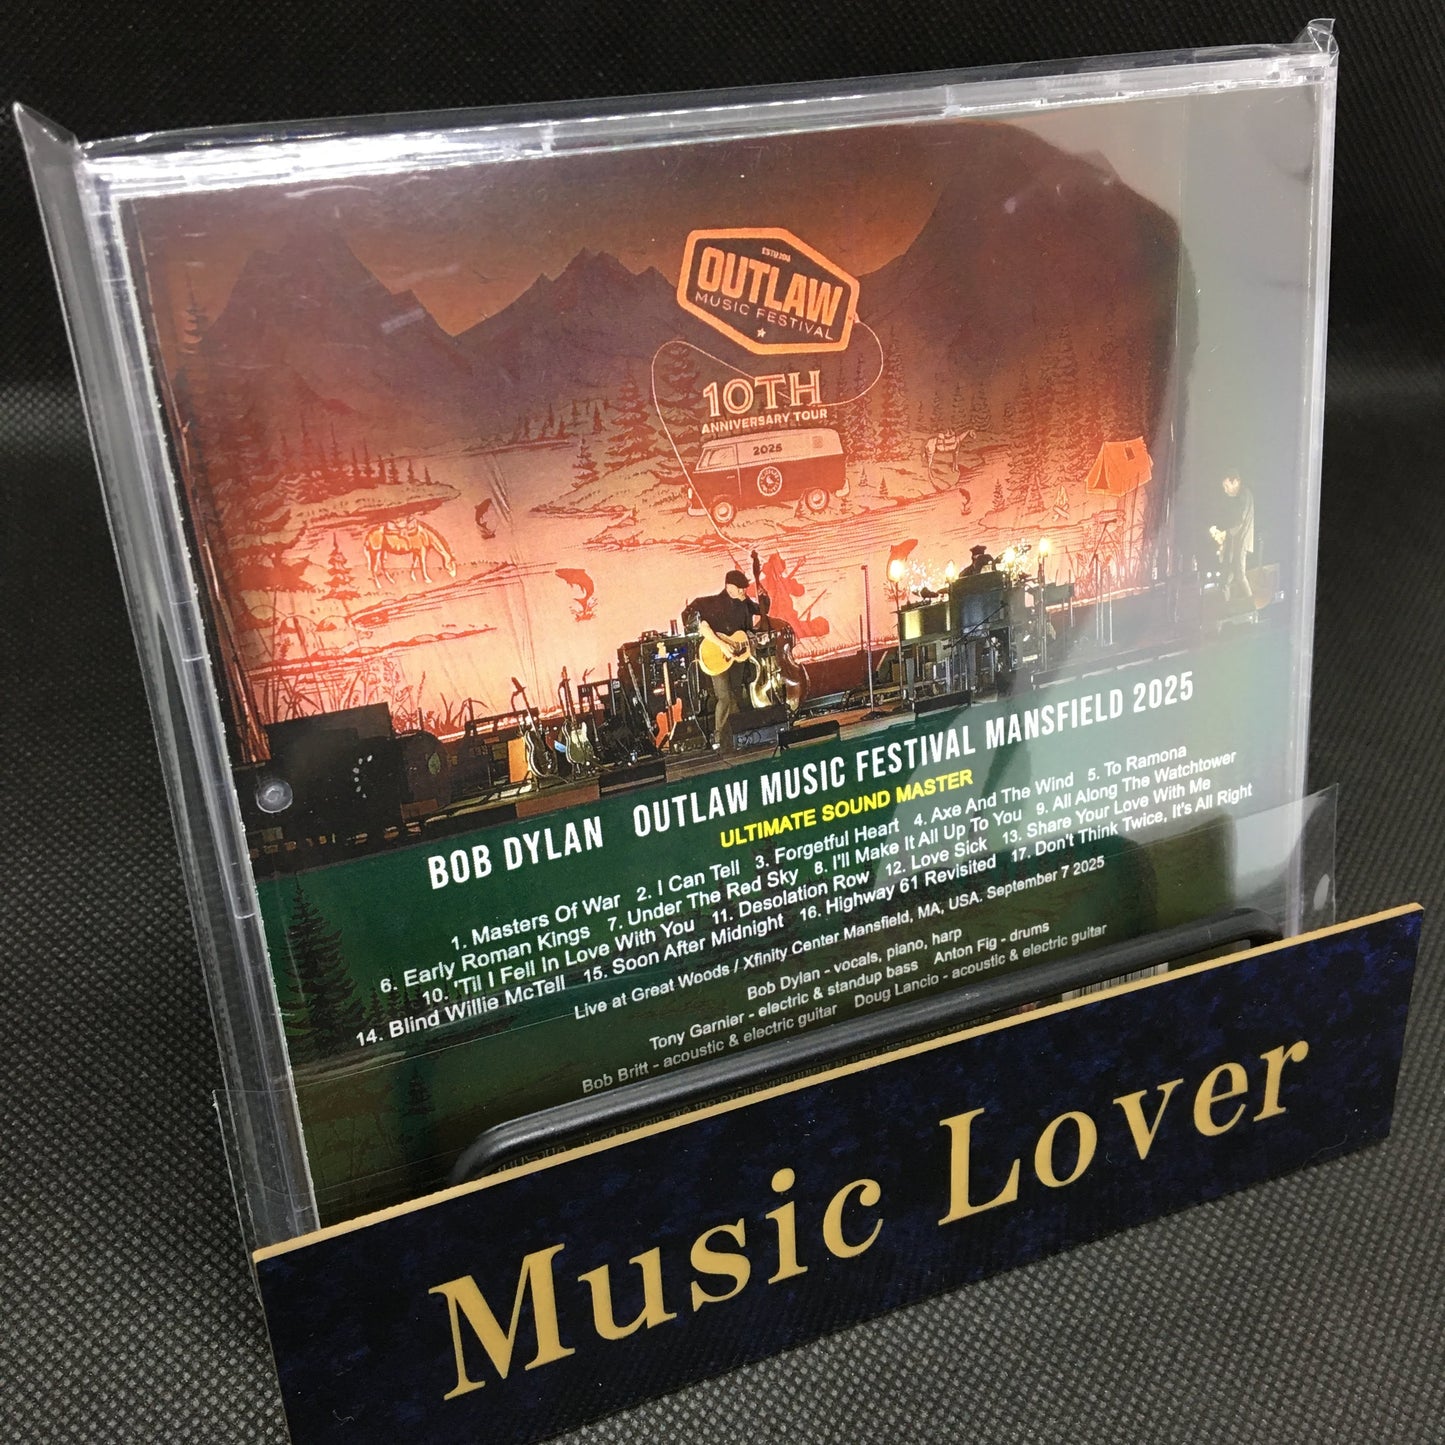 OUTLAW
MUSIC FESTIVAL
10TH
ANNIVERSARY TOUR
2025
BOB DYLAN OUTLAW MUSIC FESTIVAL MANSFIELD 2025
ULTIMATE SOUND MASTER
1. Masters Of War 2. I Can Tell 3. Forgetful Heart 4. Axe And The Wind 5. To Ramona
6. Early Roman Kings 7. Under The Red Sky 8. I'll Make It All Up To You 9. All Along The Watchtower
10. 'Til I Fell In Love With You 11. Desolation Row 12. Love Sick 13. Share Your Love With Me
14. Blind Willie McTell 15. Soon After Midnight 16. Highway 61 Revisited 17. Don't Think Twice, It's All Right
Live at Great Woods / Xfinity Center Mansfield, MA, USA. September 7 2025
Bob Dylan - vocals, piano, harp
Tony Garnier - electric & standup bass Anton Fig - drums
Bob Britt - acoustic & electric guitar Doug Lancio - acoustic & electric guitar
Music Lover